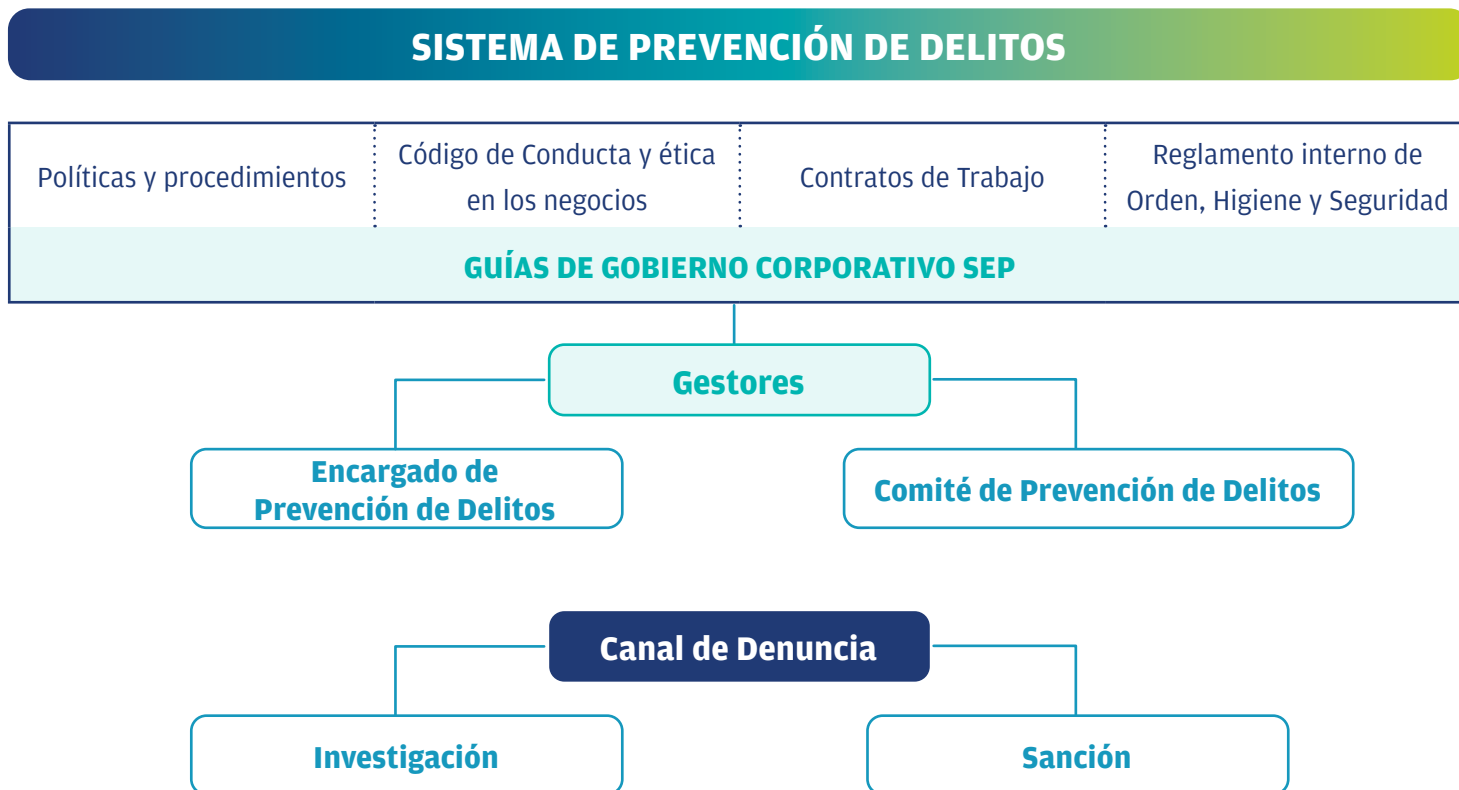 SISTEMA DE PREVENCIÓN DE DELITOS
Políticas y procedimientos
Código de Conducta y ética
en los negocios
Contratos de Trabajo
Reglamento interno de
Orden, Higiene y Seguridad
GUÍAS DE GOBIERNO CORPORATIVO SEP
Gestores
Encargado de
Prevención de Delitos
Comité de Prevención de Delitos
Canal de Denuncia
Investigación
Sanción